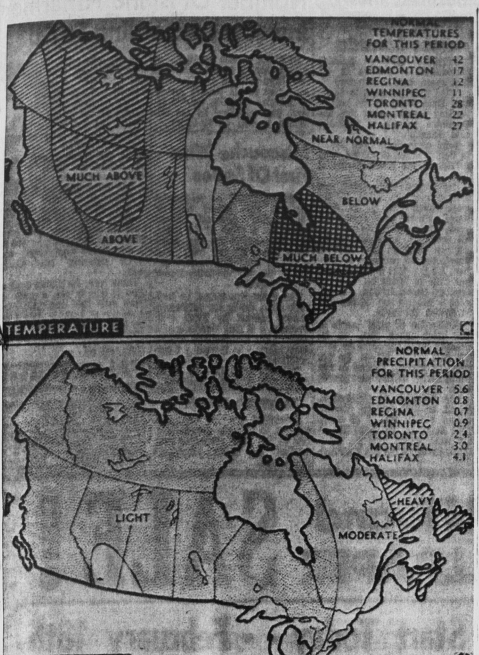 NORMAL
TEMPERATURES
FOR THIS PERIOD
VANCOUVER 42
EDMONTON 17
REGINA 12
WINNIPEG 11
TORONTO 28
MONTREAL 22
HALIFAX 27
NEAR NORMAL
MUCH ABOVE
BELOW
ABOVE
MUCH BELOW
TEMPERATURE
NORMAL
PRECIPITATION
FOR THIS PERIOD
VANCOUVER 5.6
EDMONTON 0.8
REGINA 0.7
WINNIPEG 0.9
TORONTO 2.4
MONTREAL 3.0
HALIFAX 4.1
HEAVY
LIGHT
MODERATE